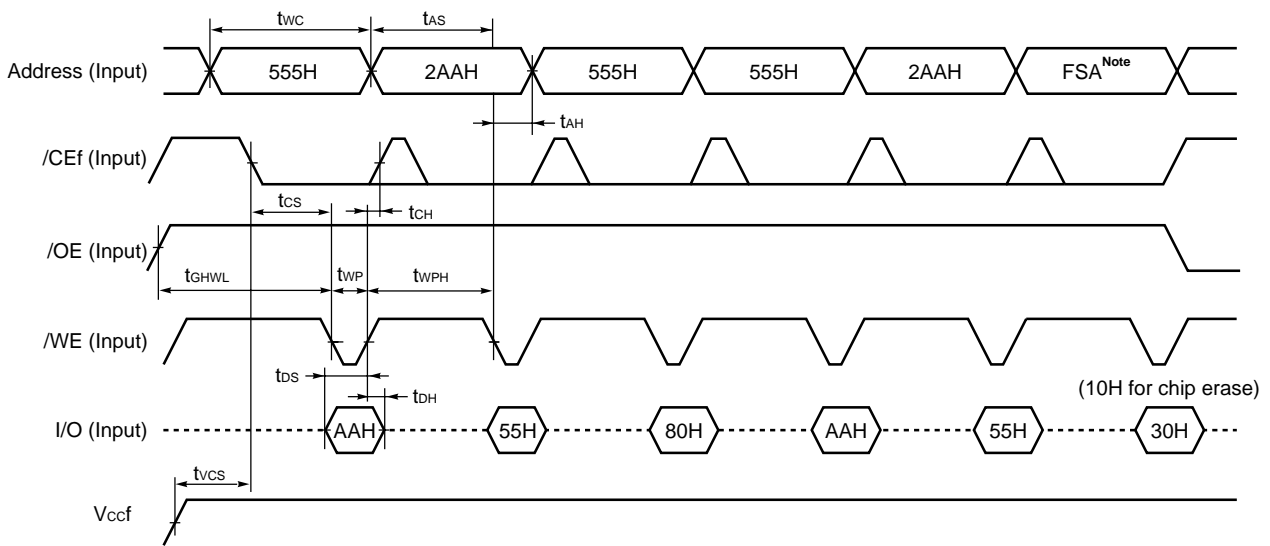 tWC
tAS
Address (Input)
555H
2AAH
555H
555H
2AAH
FSANote
tAH
/CEf (Input)
tCS
tCH
/OE (Input)
tGHWL
tWP
tWPH
/WE (Input)
tDS
tDH
(10H for chip erase)
I/O (Input)
AAH
55H
80H
AAH
55H
30H
tVCS
VCCf